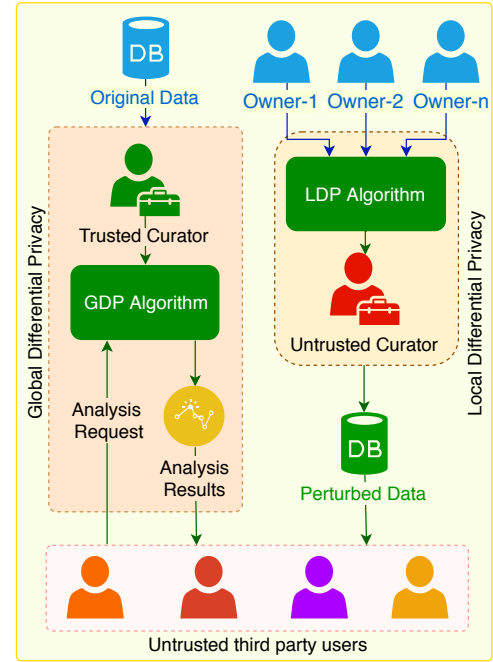 DB
Original Data
Owner-1
Owner-2
Owner-n
Global Differential Privacy
Trusted Curator
GDP Algorithm
Analysis
Request
Analysis
Results
LDP Algorithm
Untrusted Curator
Local Differential Privacy
DB
Perturbed Data
Untrusted third party users